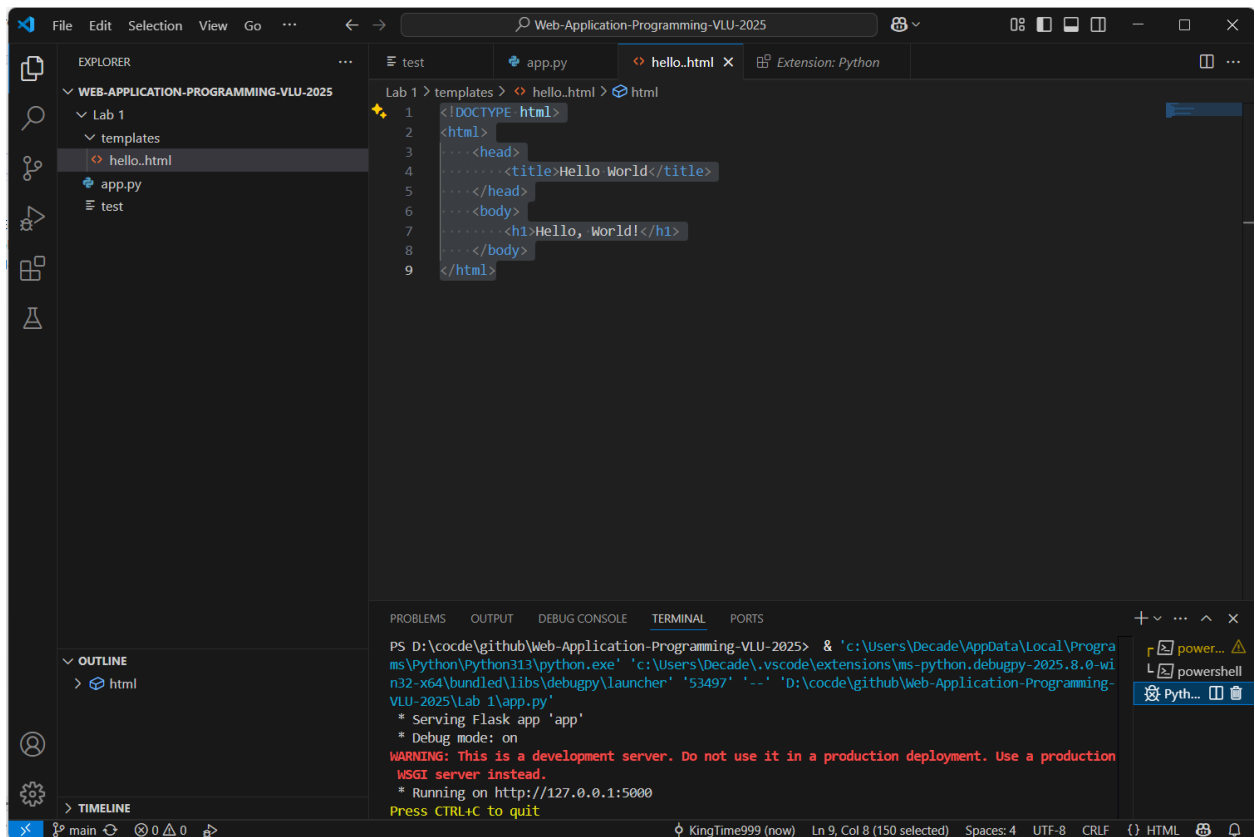 File Edit Selection View Go ··· Web-Application-Programming-VLU-2025
EXPLORER ···
WEB-APPLICATION-PROGRAMMING-VLU-2025
Lab 1
templates
hello..html
app.py
test
OUTLINE
html
TIMELINE
test app.py hello..html Extension: Python
Lab 1 > templates > hello..html > html
1 <!DOCTYPE html>
2 <html>
3 <head>
4 <title>Hello World</title>
5 </head>
6 <body>
7 <h1>Hello, World!</h1>
8 </body>
9 </html>
PROBLEMS OUTPUT DEBUG CONSOLE TERMINAL PORTS
PS D:\cocde\github\Web-Application-Programming-VLU-2025> & 'c:\Users\Decade\AppData\Local\Progra
ms\Python\Python313\python.exe' 'c:\Users\Decade\.vscode\extensions\ms-python.debugpy-2025.8.0-wi
n32-x64\bundled\libs\debugpy\launcher' '53497' '--' 'D:\cocde\github\Web-Application-Programming-
VLU-2025\Lab 1\app.py'
* Serving Flask app 'app'
* Debug mode: on
WARNING: This is a development server. Do not use it in a production deployment. Use a production
WSGI server instead.
* Running on http://127.0.0.1:5000
Press CTRL+C to quit
power...
powershell
Pyth...
main 0 0 KingTime999 (now) Ln 9, Col 8 (150 selected) Spaces: 4 UTF-8 CRLF {} HTML